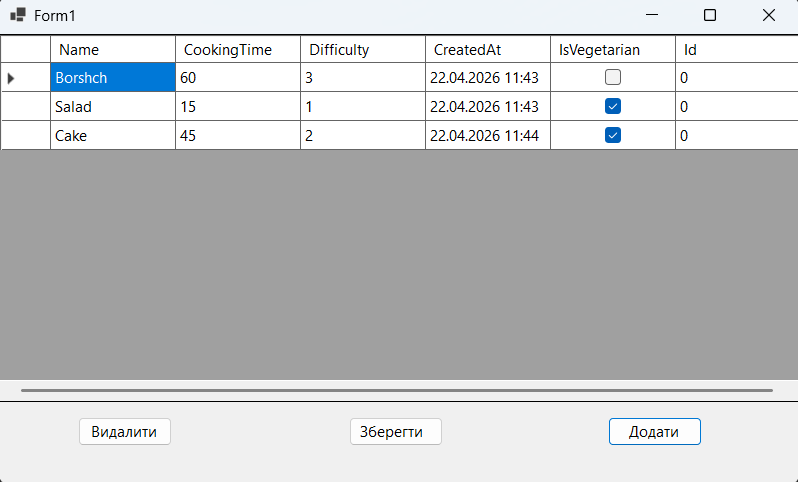 Form1
Name CookingTime Difficulty CreatedAt IsVegetarian Id
Borshch 60 3 22.04.2026 11:43 0
Salad 15 1 22.04.2026 11:43 0
Cake 45 2 22.04.2026 11:44 0
Видалити Зберегти Додати